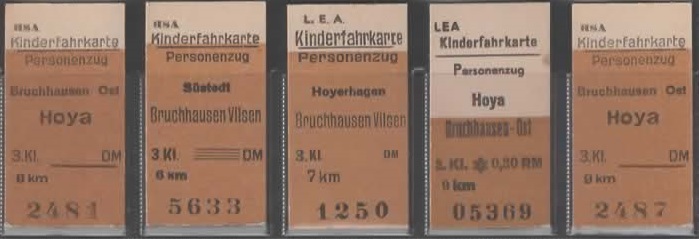 HSA
Kinderfahrkarte
Personenzug
Bruchhausen Ost
Hoya
3.Kl. DM
8 km
2481
HSA
Kinderfahrkarte
Personenzug
Süstedt
Bruchhausen Vilsen
3.Kl. DM
6 km
5633
L. E. A.
Kinderfahrkarte
Personenzug
Hoyerhagen
Bruchhausen Vilsen
3.Kl. DM
7 km
1250
LEA
Kinderfahrkarte
Personenzug
Hoya
Bruchhausen-Ost
3. Kl. ✱ 0,20 RM
9 km
05369
HSA
Kinderfahrkarte
Personenzug
Bruchhausen Ost
Hoya
3.Kl. DM
8 km
2487